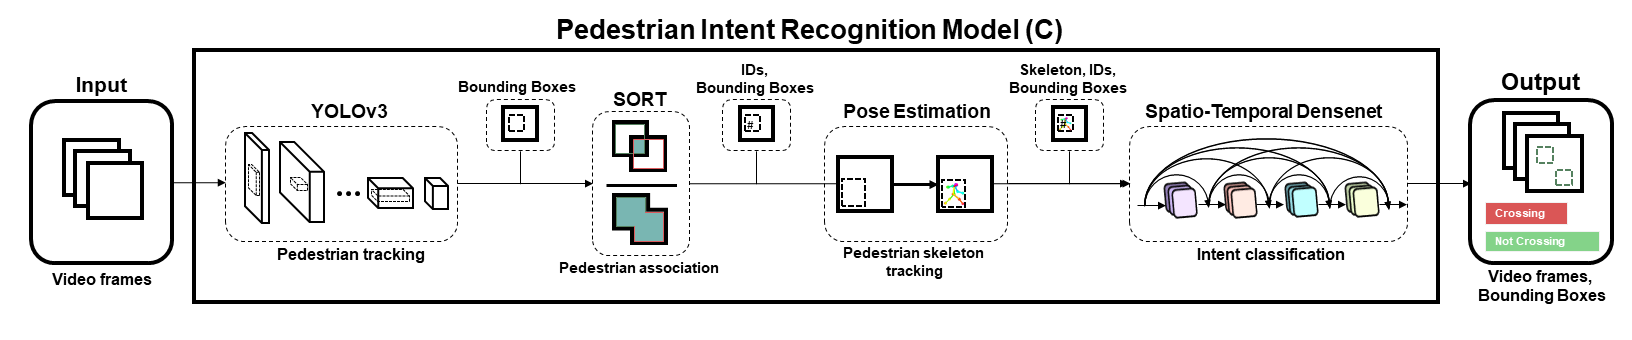 Pedestrian Intent Recognition Model (C)
Input
Video frames
YOLOv3
Pedestrian tracking
Bounding Boxes
SORT
Pedestrian association
IDs,
Bounding Boxes
#
Pose Estimation
Pedestrian skeleton
tracking
Skeleton, IDs,
Bounding Boxes
#
Spatio-Temporal Densenet
Intent classification
Output
Crossing
Not Crossing
Video frames,
Bounding Boxes